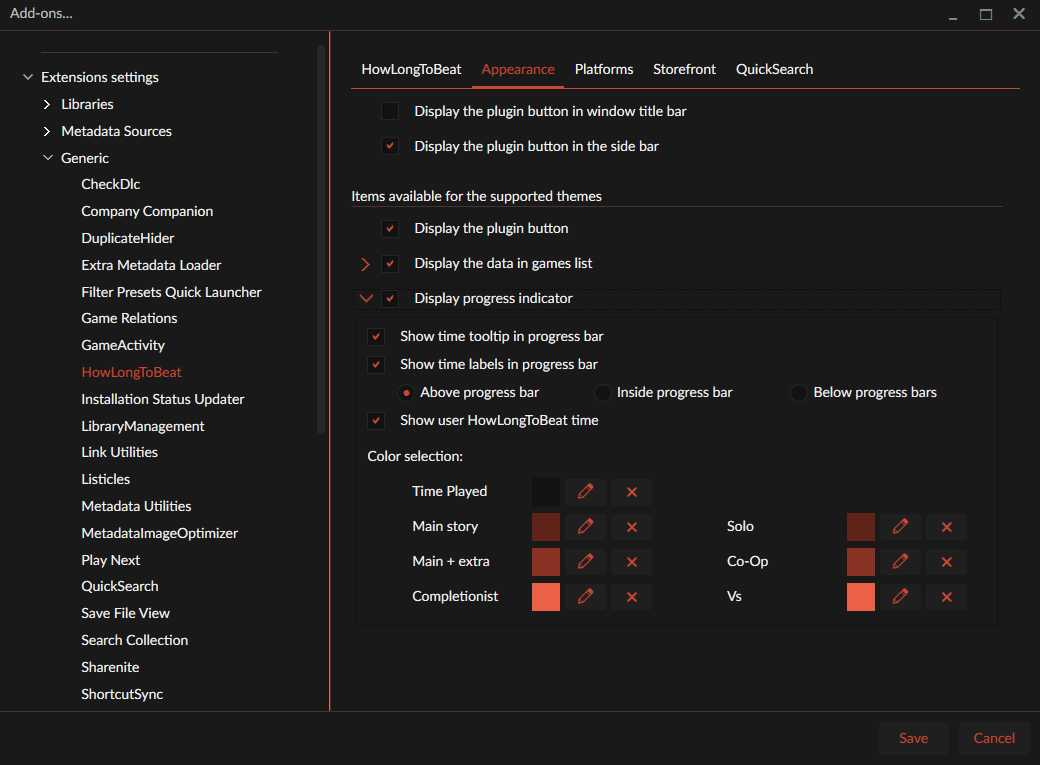 Add-ons...
Extensions settings
Libraries
Metadata Sources
Generic
CheckDlc
Company Companion
DuplicateHider
Extra Metadata Loader
Filter Presets Quick Launcher
Game Relations
GameActivity
HowLongToBeat
Installation Status Updater
LibraryManagement
Link Utilities
Listicles
Metadata Utilities
MetadataImageOptimizer
Play Next
QuickSearch
Save File View
Search Collection
Sharenite
ShortcutSync
HowLongToBeat Appearance Platforms Storefront QuickSearch
Display the plugin button in window title bar
Display the plugin button in the side bar
Items available for the supported themes
Display the plugin button
Display the data in games list
Display progress indicator
Show time tooltip in progress bar
Show time labels in progress bar
Above progress bar Inside progress bar Below progress bars
Show user HowLongToBeat time
Color selection:
Time Played
Main story Solo
Main + extra Co-Op
Completionist Vs
Save Cancel